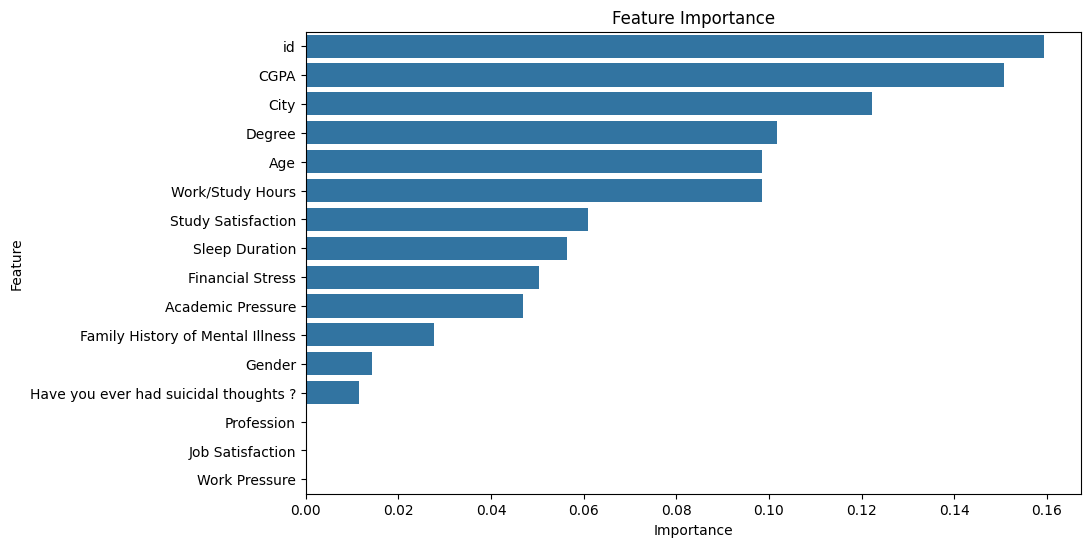 Feature Importance
id
CGPA
City
Degree
Age
Work/Study Hours
Study Satisfaction
Sleep Duration
Financial Stress
Academic Pressure
Family History of Mental Illness
Gender
Have you ever had suicidal thoughts ?
Profession
Job Satisfaction
Work Pressure
Feature
0.00 0.02 0.04 0.06 0.08 0.10 0.12 0.14 0.16
Importance